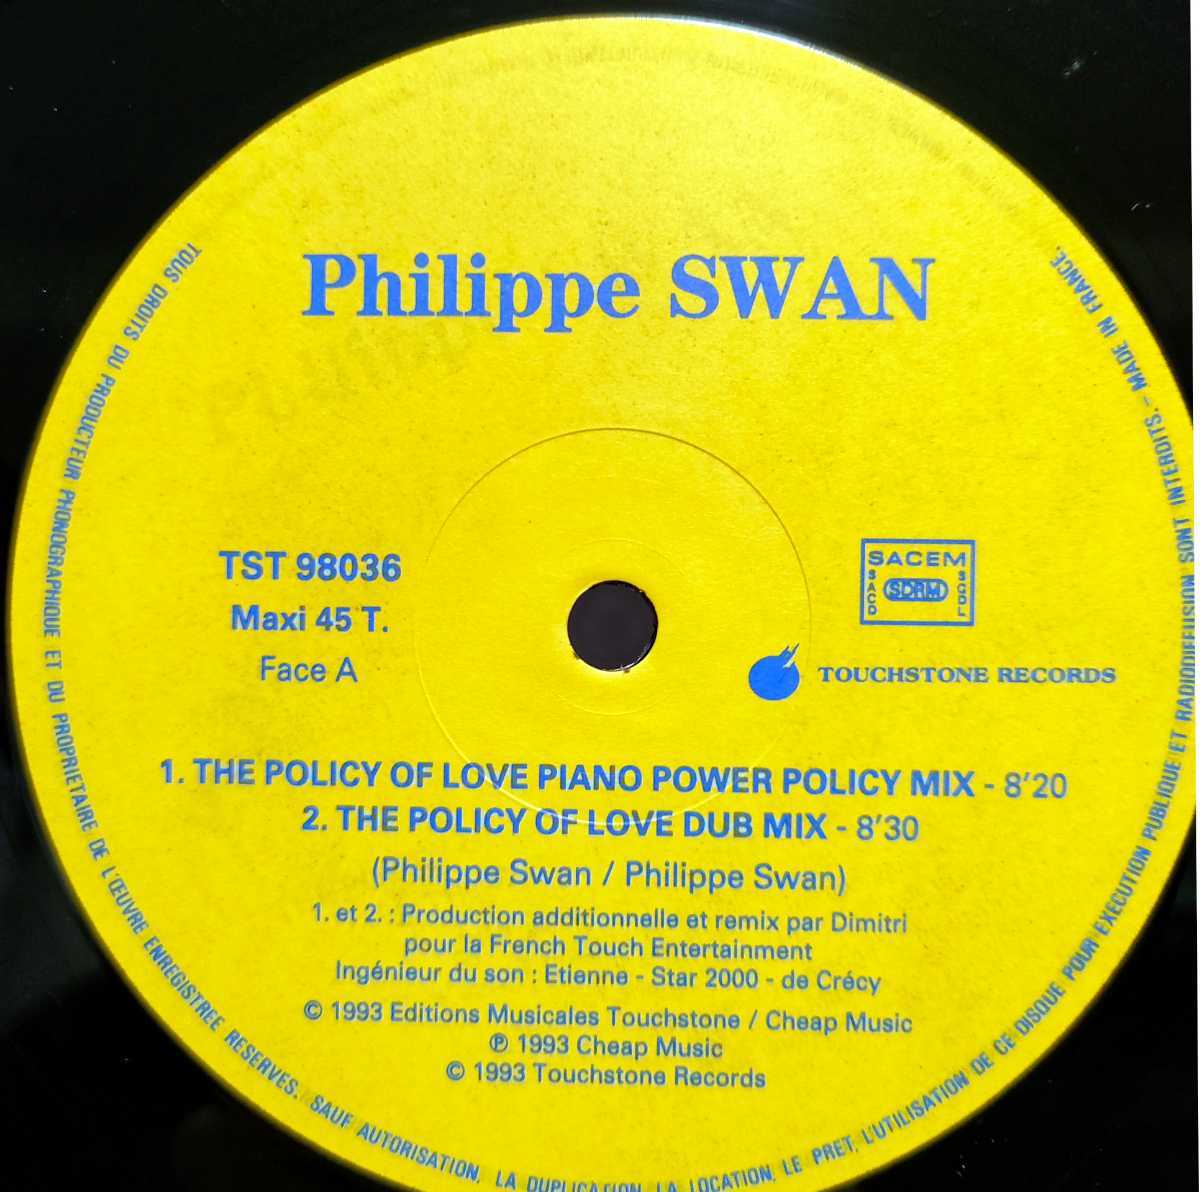 Philippe SWAN
TST 98036
Maxi 45 T.
Face A
SACEM
SACD
SDRM
SGDL
TOUCHSTONE RECORDS
1. THE POLICY OF LOVE PIANO POWER POLICY MIX - 8'20
2. THE POLICY OF LOVE DUB MIX - 8'30
(Philippe Swan / Philippe Swan)
1. et 2. : Production additionnelle et remix par Dimitri
pour la French Touch Entertainment
Ingénieur du son : Etienne - Star 2000 - de Crécy
© 1993 Editions Musicales Touchstone / Cheap Music
℗ 1993 Cheap Music
© 1993 Touchstone Records
TOUS DROITS DU PRODUCTEUR PHONOGRAPHIQUE ET DU PROPRIETAIRE DE L'ŒUVRE ENREGISTREE RESERVES. SAUF AUTORISATION, LA DUPLICATION, LA LOCATION, LE PRET, L'UTILISATION DE CE DISQUE POUR EXECUTION PUBLIQUE ET RADIODIFFUSION SONT INTERDITS. - MADE IN FRANCE.